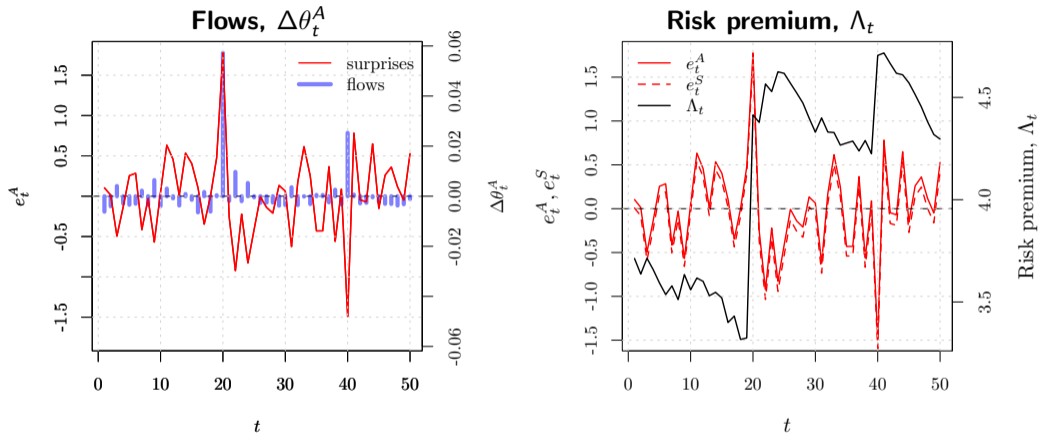 Flows, Δθ_t^A
surprises
flows
1.5
1.0
0.5
-0.5
-1.5
e_t^A
0.06
0.04
0.02
0.00
-0.02
-0.06
Δθ_t^A
0 10 20 30 40 50
t
Risk premium, Λ_t
e_t^A
e_t^S
Λ_t
1.5
1.0
0.5
0.0
-0.5
-1.0
-1.5
e_t^A, e_t^S
4.5
4.0
3.5
Risk premium, Λ_t
0 10 20 30 40 50
t